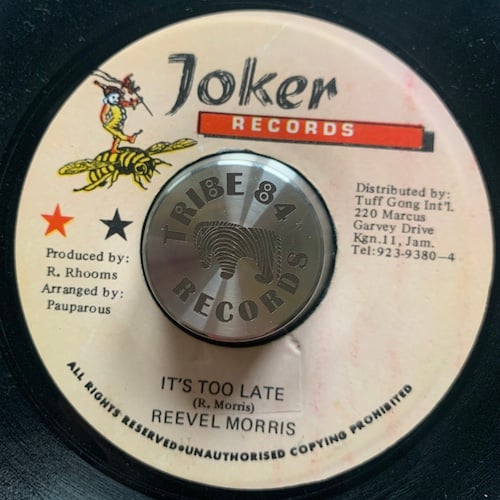 Joker
RECORDS
TRIBE 84
RECORDS
Distributed by:
Tuff Gong Int'l.
220 Marcus
Garvey Drive
Kgn.11, Jam.
Tel:923-9380-4
Produced by:
R. Rhooms
Arranged by:
Pauparous
IT'S TOO LATE
(R. Morris)
REEVEL MORRIS
ALL RIGHTS RESERVED•UNAUTHORISED COPYING PROHIBITED